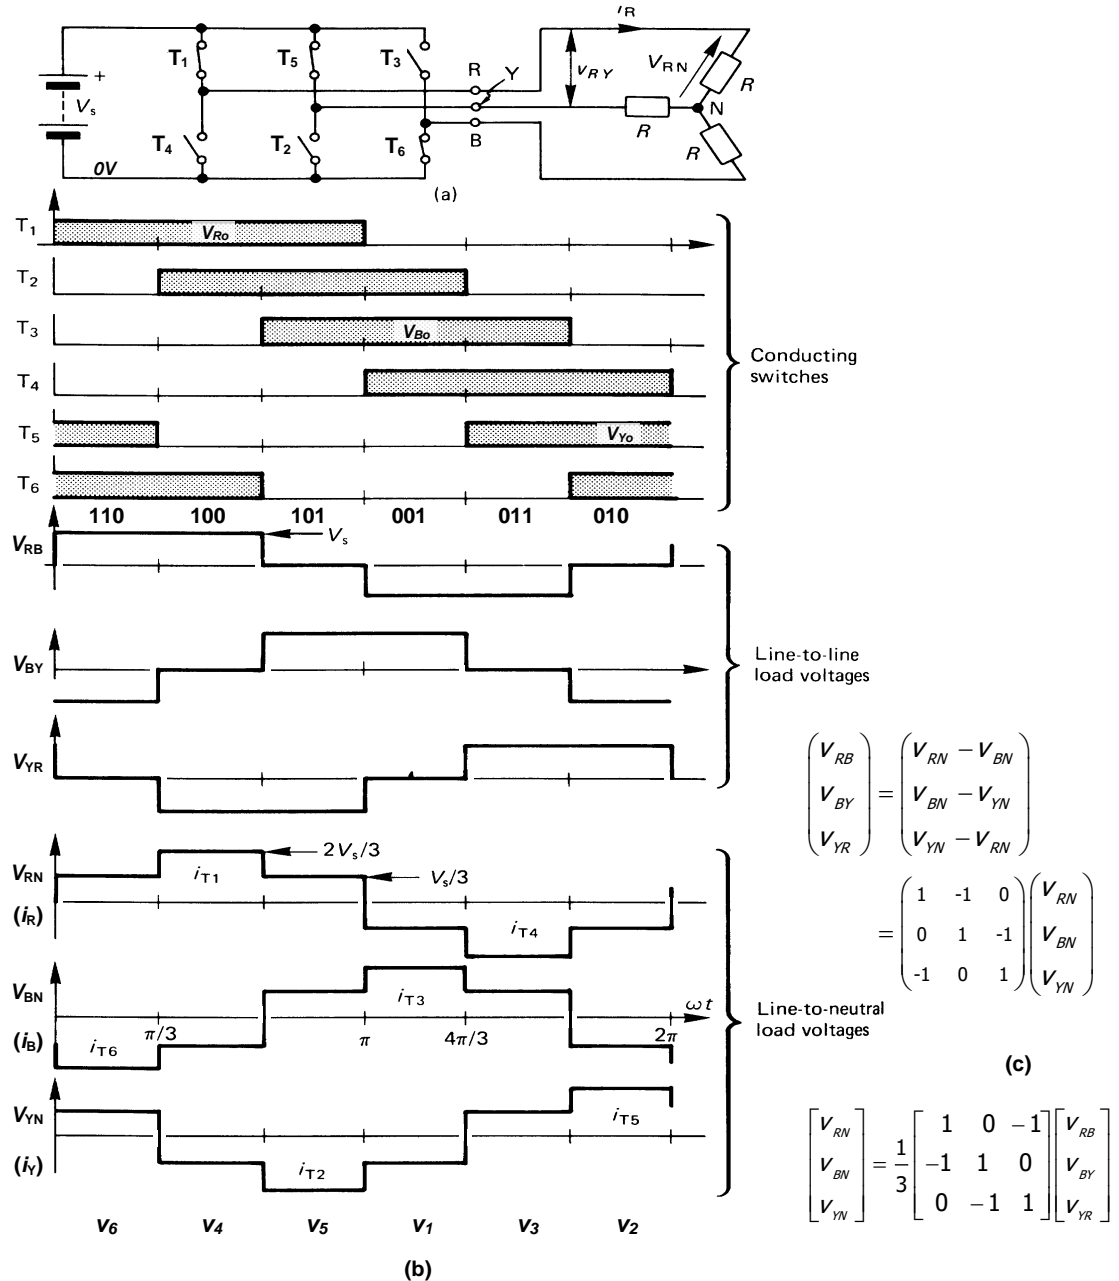 i_R
T1 T5 T3
+
V_s
R Y
v_RY
V_RN
R
N
R
R
B
T4 T2 T6
0V
(a)
T1 V_Ro
T2
T3 V_Bo
T4
T5 V_Yo
T6
Conducting
switches
110 100 101 001 011 010
V_RB V_s
V_BY
Line-to-line
load voltages
V_YR
V_RN 2V_s/3
i_T1 V_s/3
(i_R) i_T4
V_BN i_T3
ωt
(i_B) i_T6 π/3 π 4π/3 2π
Line-to-neutral
load voltages
V_YN i_T5
(i_Y) i_T2
v6 v4 v5 v1 v3 v2
(b)
(V_RB) (V_RN − V_BN)
(V_BY) = (V_BN − V_YN)
(V_YR) (V_YN − V_RN)
(1 -1 0) (V_RN)
= (0 1 -1) (V_BN)
(-1 0 1) (V_YN)
(c)
[V_RN] [1 0 −1] [V_RB]
[V_BN] = 1/3 [−1 1 0] [V_BY]
[V_YN] [0 −1 1] [V_YR]